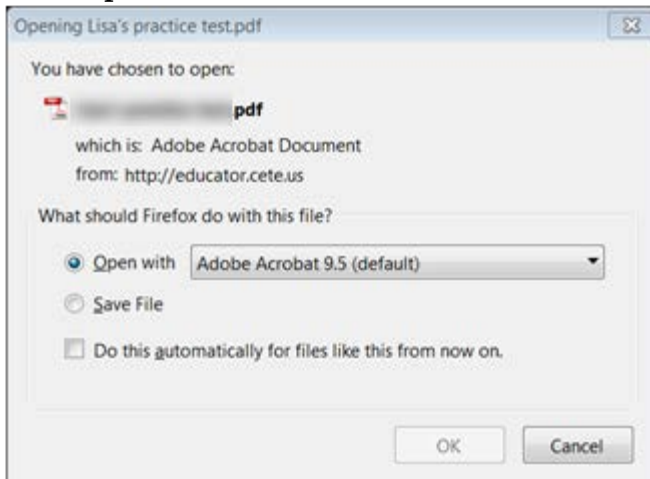 Opening Lisa's practice test.pdf
You have chosen to open:
pdf
which is: Adobe Acrobat Document
from: http://educator.cete.us
What should Firefox do with this file?
Open with Adobe Acrobat 9.5 (default)
Save File
Do this automatically for files like this from now on.
OK Cancel